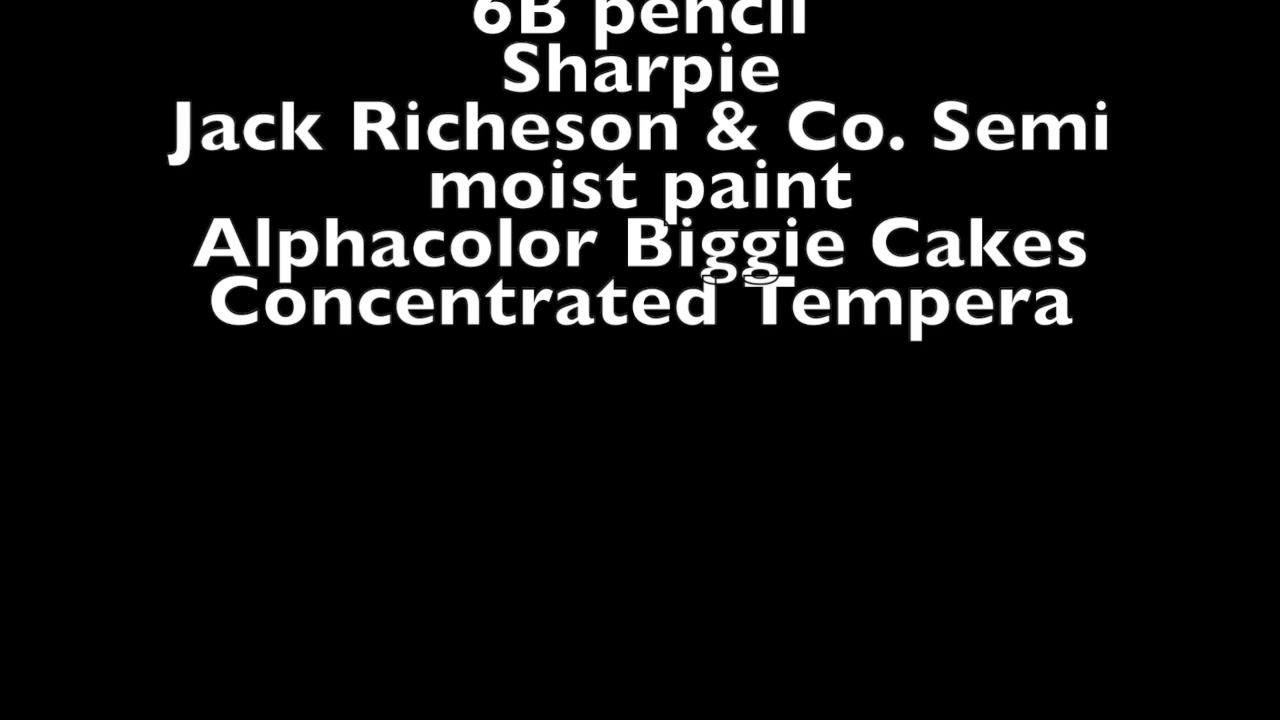 6B pencil
Sharpie
Jack Richeson & Co. Semi
moist paint
Alphacolor Biggie Cakes
Concentrated Tempera